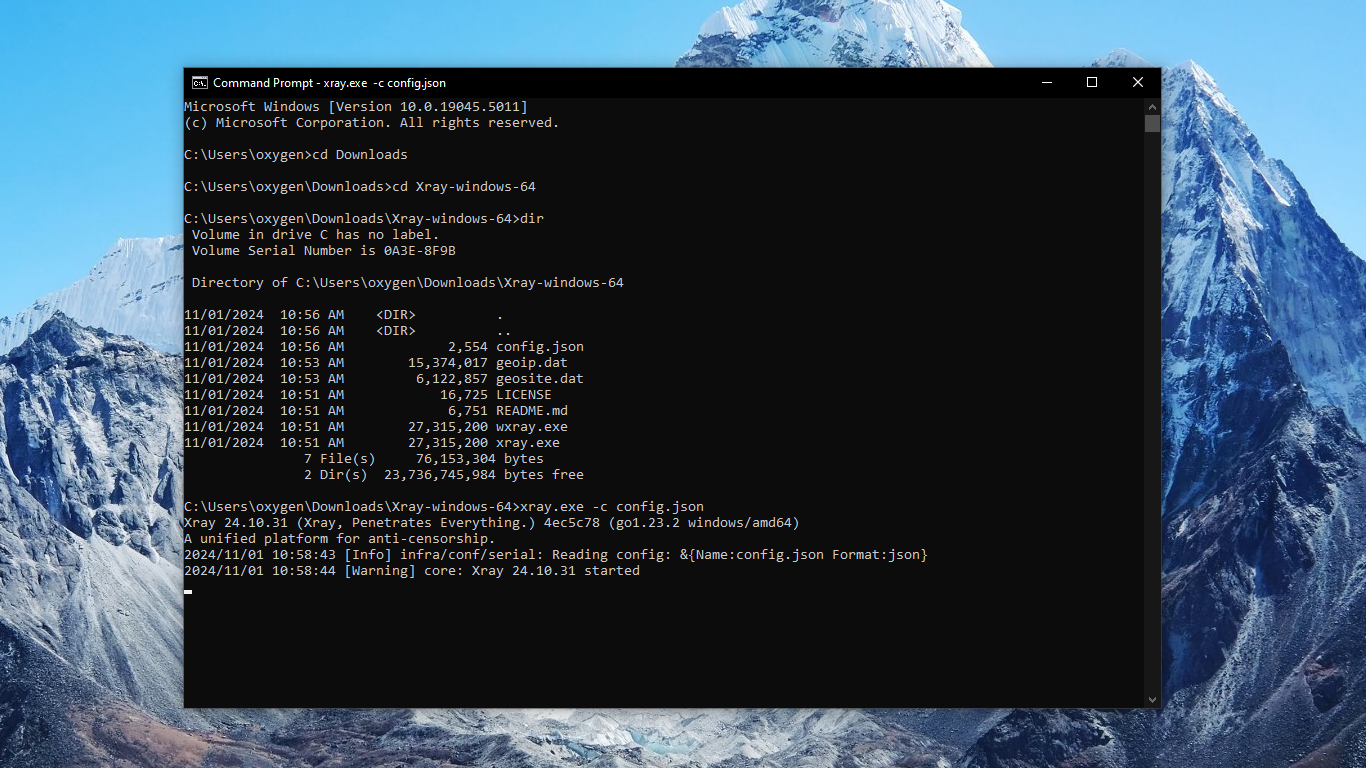 Command Prompt - xray.exe  -c config.json
Microsoft Windows [Version 10.0.19045.5011]
(c) Microsoft Corporation. All rights reserved.
C:\Users\oxygen>cd Downloads
C:\Users\oxygen\Downloads>cd Xray-windows-64
C:\Users\oxygen\Downloads\Xray-windows-64>dir
 Volume in drive C has no label.
 Volume Serial Number is 0A3E-8F9B
 Directory of C:\Users\oxygen\Downloads\Xray-windows-64
11/01/2024  10:56 AM    <DIR>          .
11/01/2024  10:56 AM    <DIR>          ..
11/01/2024  10:56 AM             2,554 config.json
11/01/2024  10:53 AM        15,374,017 geoip.dat
11/01/2024  10:53 AM         6,122,857 geosite.dat
11/01/2024  10:51 AM            16,725 LICENSE
11/01/2024  10:51 AM             6,751 README.md
11/01/2024  10:51 AM        27,315,200 wxray.exe
11/01/2024  10:51 AM        27,315,200 xray.exe
               7 File(s)     76,153,304 bytes
               2 Dir(s)  23,736,745,984 bytes free
C:\Users\oxygen\Downloads\Xray-windows-64>xray.exe -c config.json
Xray 24.10.31 (Xray, Penetrates Everything.) 4ec5c78 (go1.23.2 windows/amd64)
A unified platform for anti-censorship.
2024/11/01 10:58:43 [Info] infra/conf/serial: Reading config: &{Name:config.json Format:json}
2024/11/01 10:58:44 [Warning] core: Xray 24.10.31 started